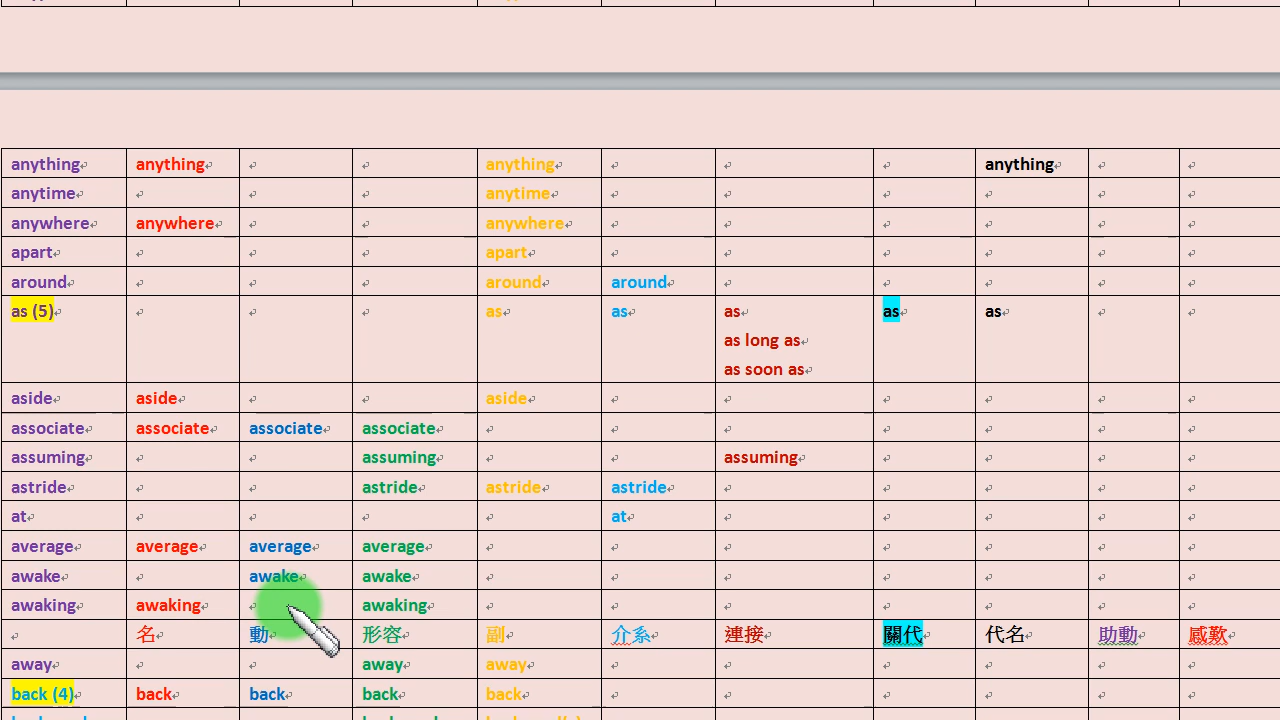 anything anything anything anything
anytime anytime
anywhere anywhere anywhere
apart apart
around around around
as (5) as as as as as
as long as
as soon as
aside aside aside
associate associate associate associate
assuming assuming assuming
astride astride astride astride
at at
average average average average
awake awake awake
awaking awaking awaking
名 動 形容 副 介系 連接 關代 代名 助動 感歎
away away away
back (4) back back back back